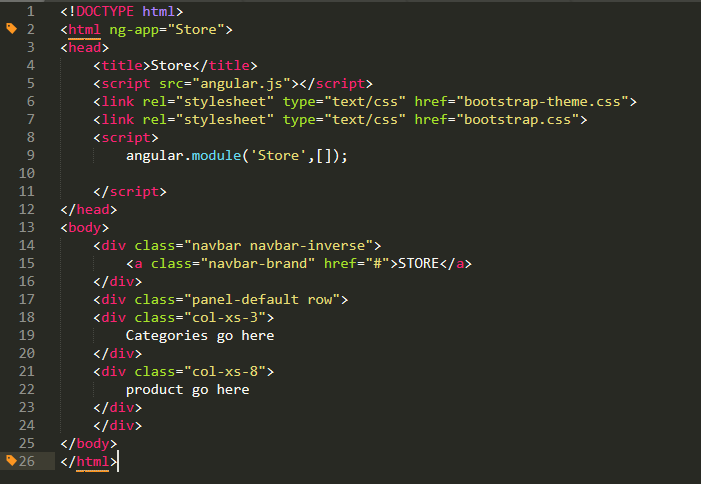 1 <!DOCTYPE html>
2 <html ng-app="Store">
3 <head>
4     <title>Store</title>
5     <script src="angular.js"></script>
6     <link rel="stylesheet" type="text/css" href="bootstrap-theme.css">
7     <link rel="stylesheet" type="text/css" href="bootstrap.css">
8     <script>
9         angular.module('Store',[]);
10
11     </script>
12 </head>
13 <body>
14     <div class="navbar navbar-inverse">
15         <a class="navbar-brand" href="#">STORE</a>
16     </div>
17     <div class="panel-default row">
18     <div class="col-xs-3">
19         Categories go here
20     </div>
21     <div class="col-xs-8">
22         product go here
23     </div>
24     </div>
25 </body>
26 </html>